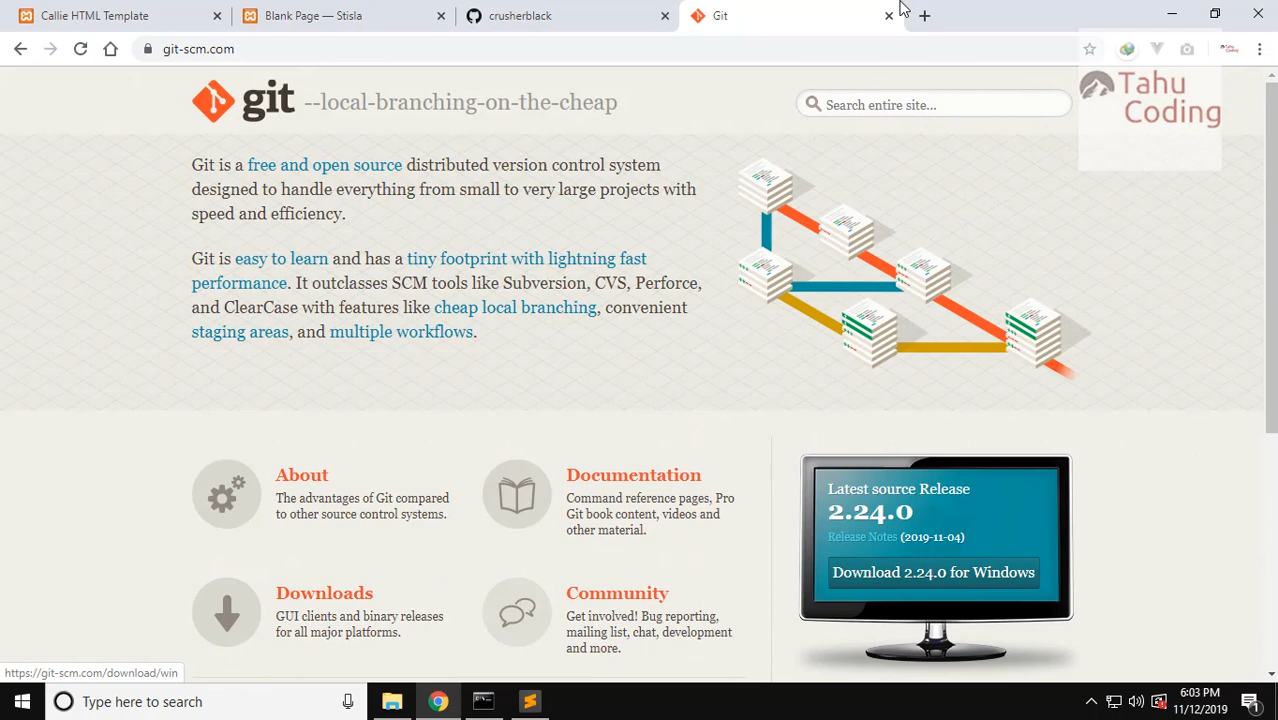 Callie HTML Template
Blank Page — Stisla
crusherblack
Git
git-scm.com
Tahu
Coding
git --local-branching-on-the-cheap
Search entire site...
Git is a free and open source distributed version control system
designed to handle everything from small to very large projects with
speed and efficiency.
Git is easy to learn and has a tiny footprint with lightning fast
performance. It outclasses SCM tools like Subversion, CVS, Perforce,
and ClearCase with features like cheap local branching, convenient
staging areas, and multiple workflows.
About
The advantages of Git compared
to other source control systems.
Documentation
Command reference pages, Pro
Git book content, videos and
other material.
Downloads
GUI clients and binary releases
for all major platforms.
Community
Get involved! Bug reporting,
mailing list, chat, development
and more.
Latest source Release
2.24.0
Release Notes (2019-11-04)
Download 2.24.0 for Windows
https://git-scm.com/download/win
Type here to search
6:03 PM
11/12/2019
1